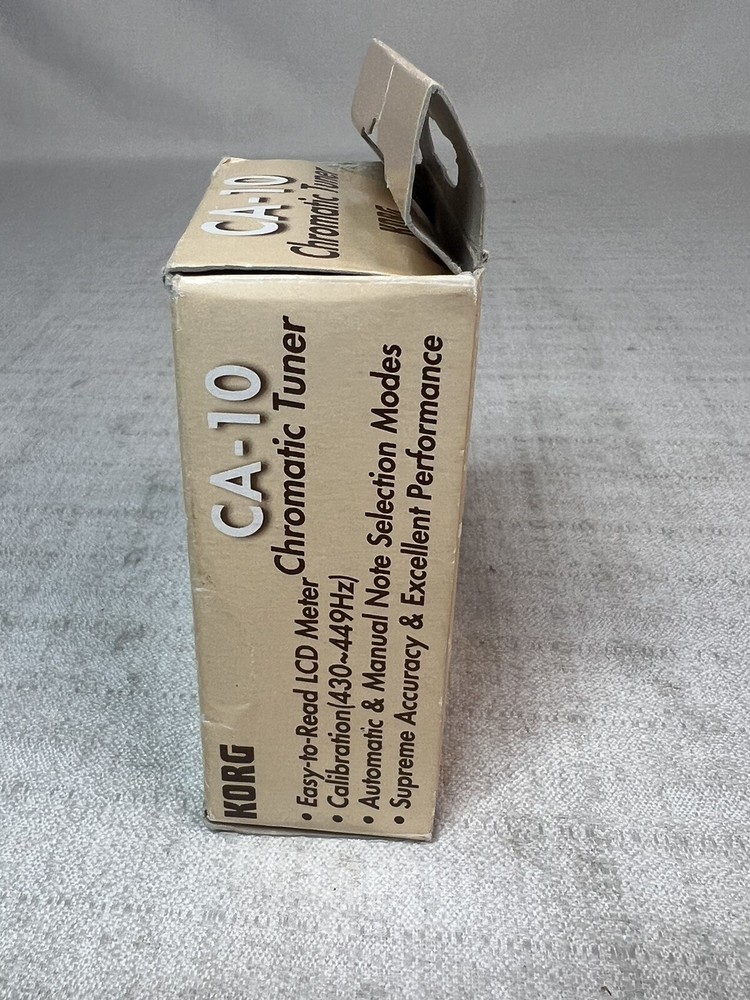 CA-10
Chromatic Tuner
KORG
CA-10
Chromatic Tuner
KORG
• Easy-to-Read LCD Meter
• Calibration(430~449Hz)
• Automatic & Manual Note Selection Modes
• Supreme Accuracy & Excellent Performance